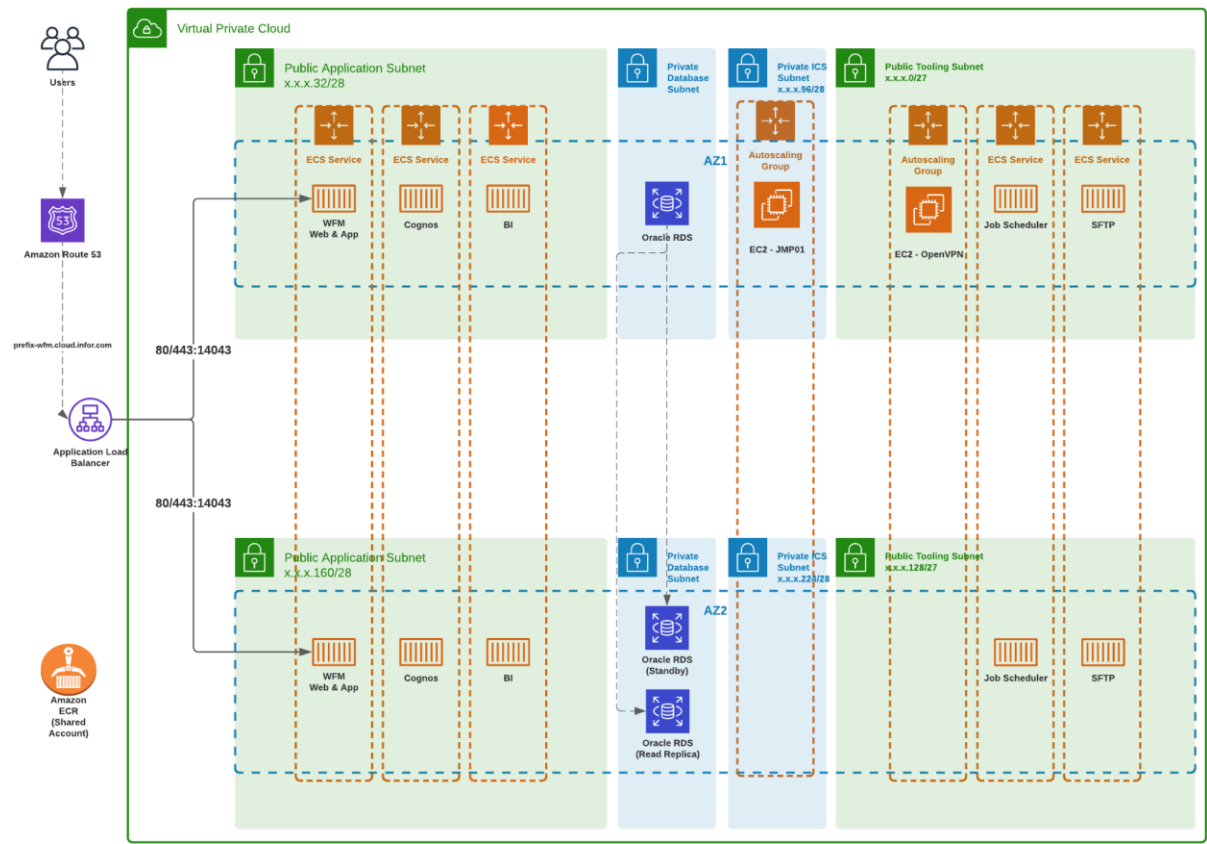 Virtual Private Cloud
Users
Amazon Route 53
53
prefix-wfm.cloud.infor.com
Application Load
Balancer
80/443:14043
80/443:14043
Amazon
ECR
(Shared
Account)
Public Application Subnet
x.x.x.32/28
Private
Database
Subnet
Private ICS
Subnet
x.x.x.96/28
Public Tooling Subnet
x.x.x.0/27
AZ1
ECS Service
WFM
Web & App
ECS Service
Cognos
ECS Service
BI
Oracle RDS
Autoscaling
Group
EC2 - JMP01
Autoscaling
Group
EC2 - OpenVPN
ECS Service
Job Scheduler
ECS Service
SFTP
Public Application Subnet
x.x.x.160/28
Private
Database
Subnet
Private ICS
Subnet
x.x.x.224/28
Public Tooling Subnet
x.x.x.128/27
AZ2
WFM
Web & App
Cognos
BI
Oracle RDS
(Standby)
Oracle RDS
(Read Replica)
Job Scheduler
SFTP